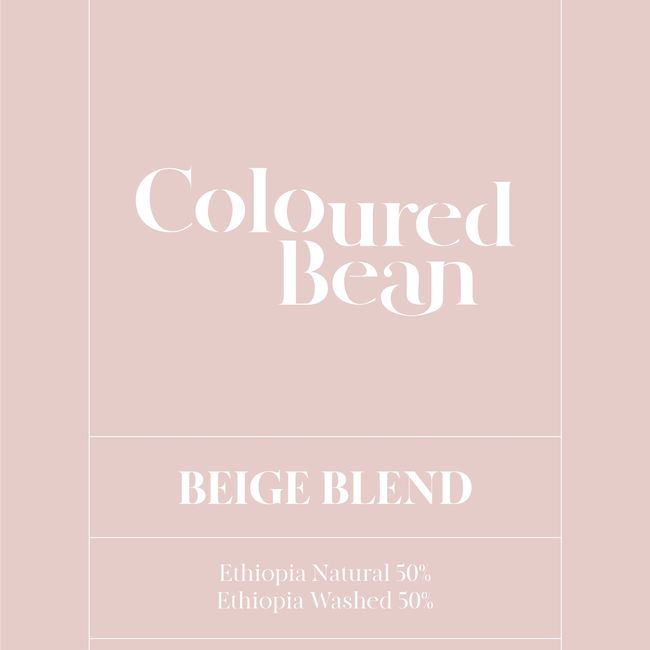 Coloured
Bean
BEIGE BLEND
Ethiopia Natural 50%
Ethiopia Washed 50%